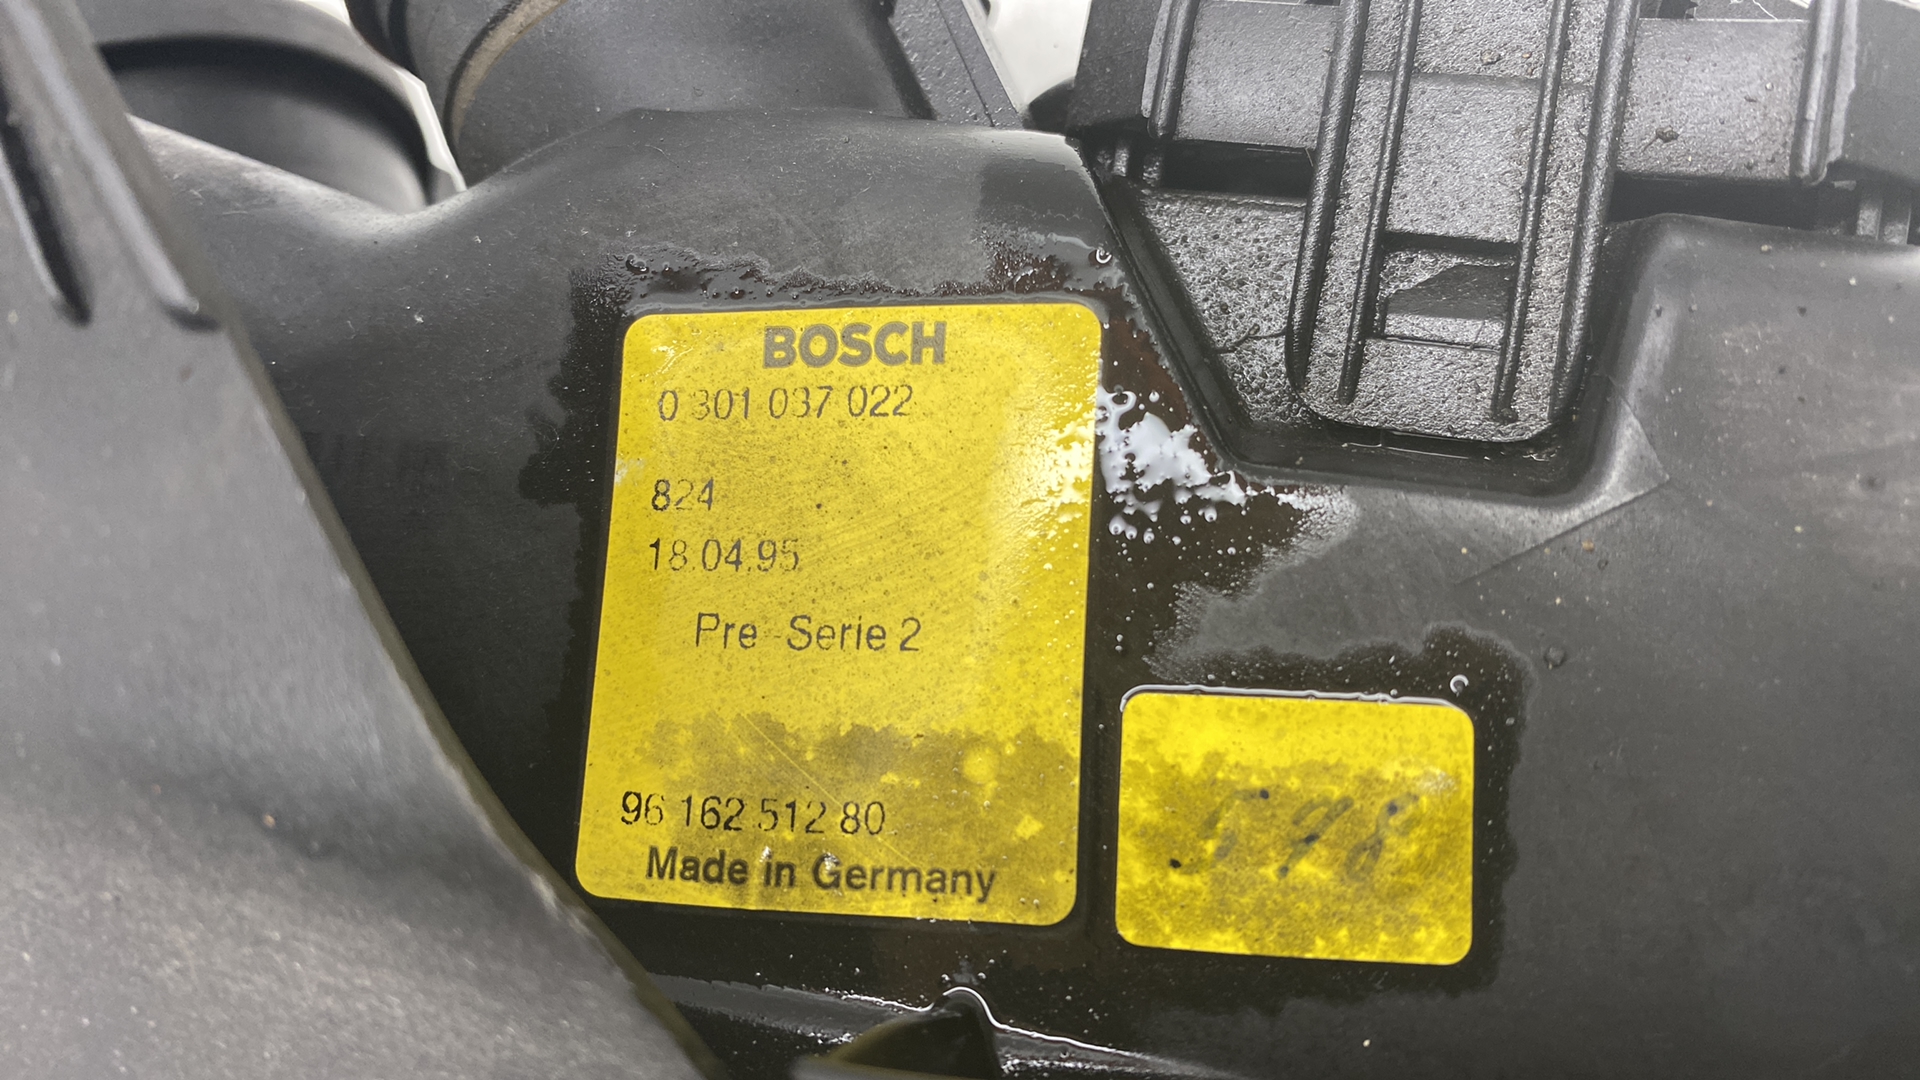 BOSCH
0 301 037 022
824
18.04.95
Pre-Serie 2
96 162 512 80
Made in Germany